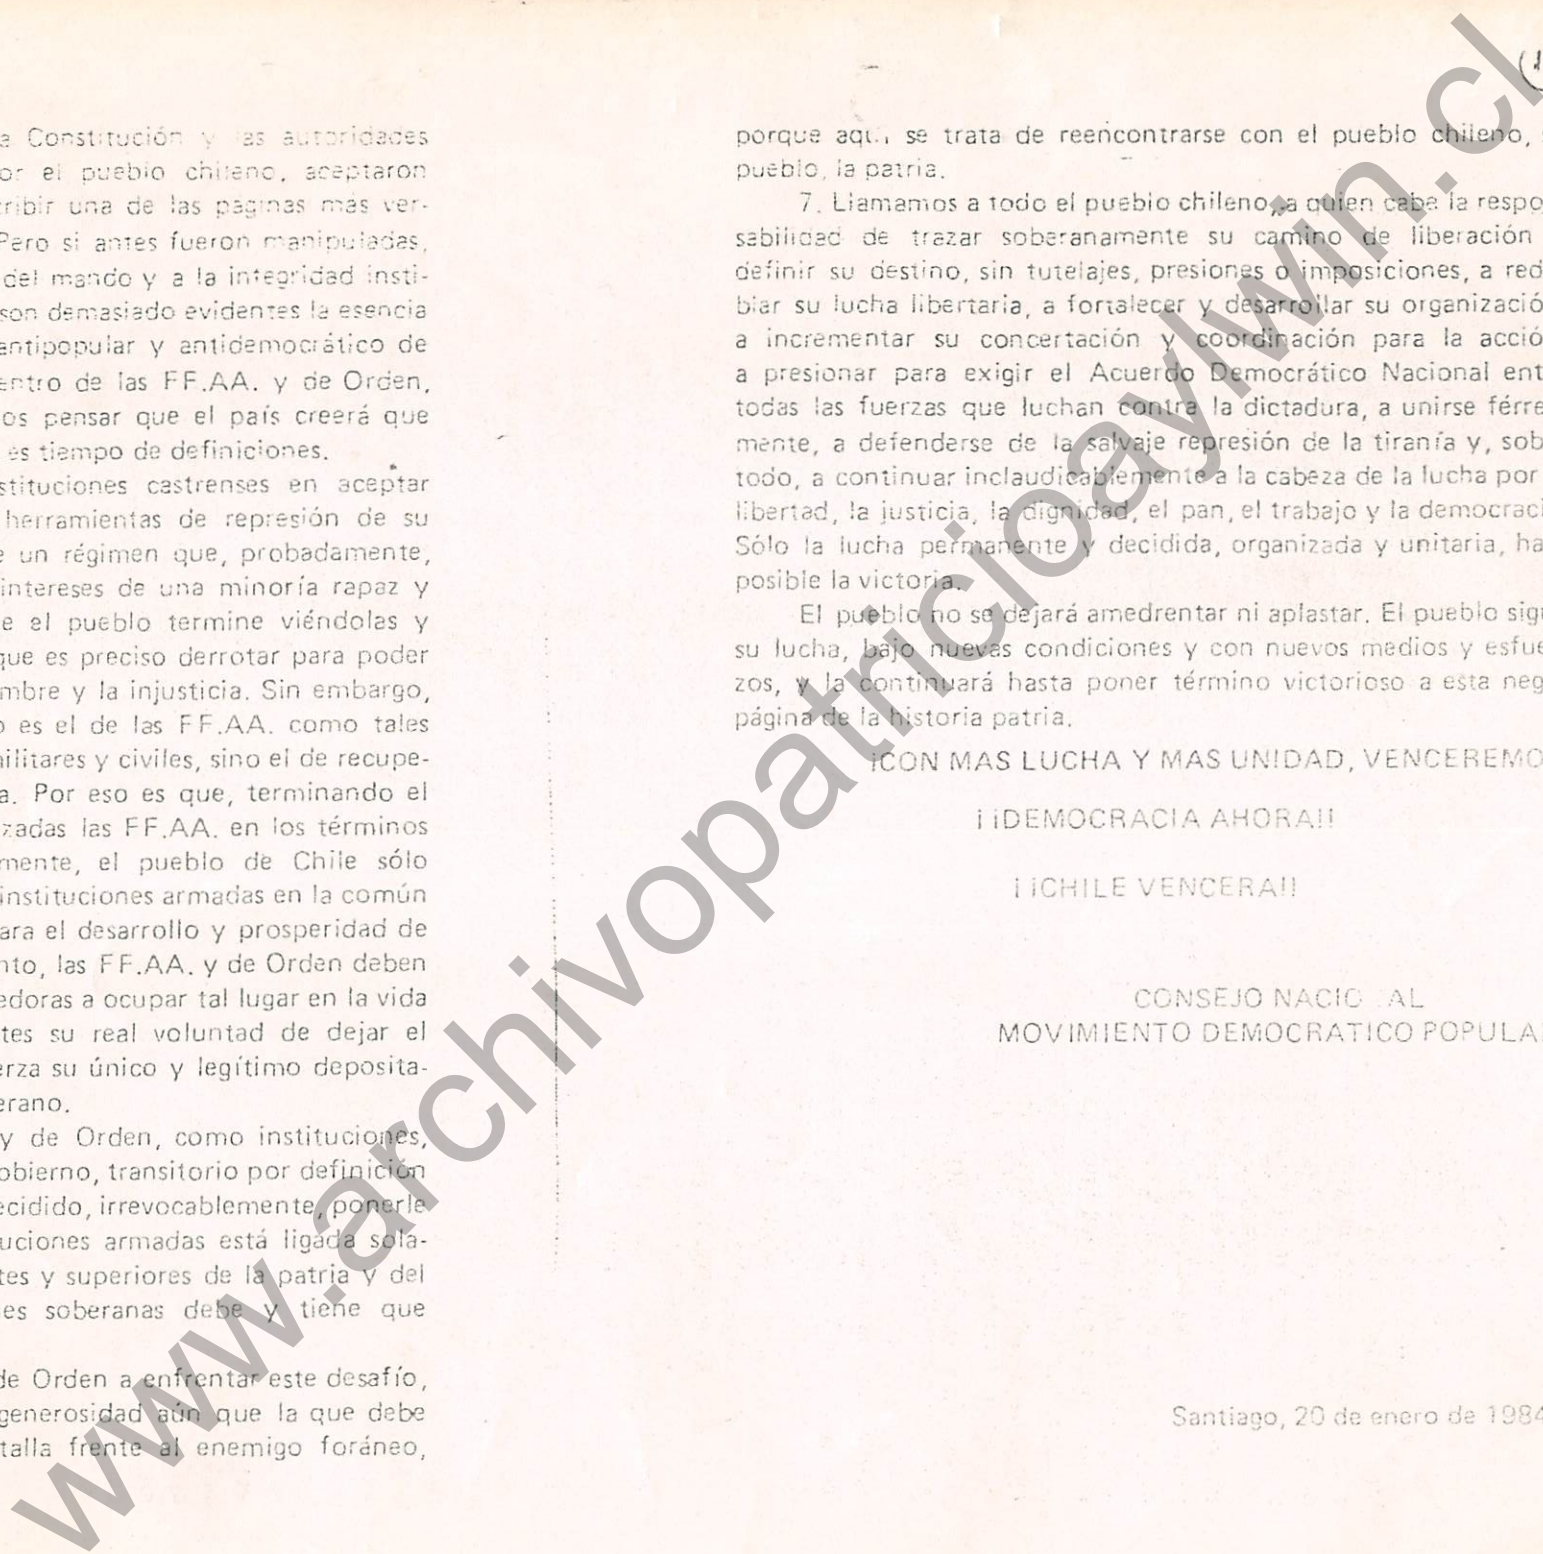 a Constitución y las autoridades
or el pueblo chileno, aceptaron
ribir una de las páginas más ver-
Pero si antes fueron manipuladas,
del mando y a la integridad insti-
son demasiado evidentes la esencia
antipopular y antidemocrático de
entro de las FF.AA. y de Orden,
os pensar que el país creerá que
es tiempo de definiciones.
stituciones castrenses en aceptar
herramientas de represión de su
e un régimen que, probadamente,
intereses de una minoría rapaz y
e el pueblo termine viéndolas y
que es preciso derrotar para poder
mbre y la injusticia. Sin embargo,
o es el de las FF.AA. como tales
nilitares y civiles, sino el de recupe-
a. Por eso es que, terminando el
zadas las FF.AA. en los términos
mente, el pueblo de Chile sólo
instituciones armadas en la común
ara el desarrollo y prosperidad de
nto, las FF.AA. y de Orden deben
edoras a ocupar tal lugar en la vida
tes su real voluntad de dejar el
erza su único y legítimo deposita-
erano.
y de Orden, como instituciones,
obierno, transitorio por definición
ecidido, irrevocablemente, ponerle
uciones armadas está ligada sola-
tes y superiores de la patria y del
es soberanas debe y tiene que
de Orden a enfrentar este desafío,
generosidad aún que la que debe
talla frente al enemigo foráneo,
porque aquí, se trata de reencontrarse con el pueblo chileno,
pueblo, la patria.
7. Llamamos a todo el pueblo chileno, a quien cabe la respo
sabilidad de trazar soberanamente su camino de liberación
definir su destino, sin tutelajes, presiones o imposiciones, a red
blar su lucha libertaria, a fortalecer y desarrollar su organizació
a incrementar su concertación y coordinación para la acció
a presionar para exigir el Acuerdo Democrático Nacional ent
todas las fuerzas que luchan contra la dictadura, a unirse férre
mente, a defenderse de la salvaje represión de la tiranía y, sob
todo, a continuar inclaudicablemente a la cabeza de la lucha por
libertad, la justicia, la dignidad, el pan, el trabajo y la democraci
Sólo la lucha permanente y decidida, organizada y unitaria, ha
posible la victoria.
El pueblo no se dejará amedrentar ni aplastar. El pueblo sig
su lucha, bajo nuevas condiciones y con nuevos medios y esfue
zos, y la continuará hasta poner término victorioso a esta neg
página de la historia patria.
¡CON MAS LUCHA Y MAS UNIDAD, VENCEREMO
¡¡DEMOCRACIA AHORA!!
¡¡CHILE VENCERA!!
CONSEJO NACIO AL
MOVIMIENTO DEMOCRATICO POPULA
Santiago, 20 de enero de 1984
www.archivopatricioaylwin.cl